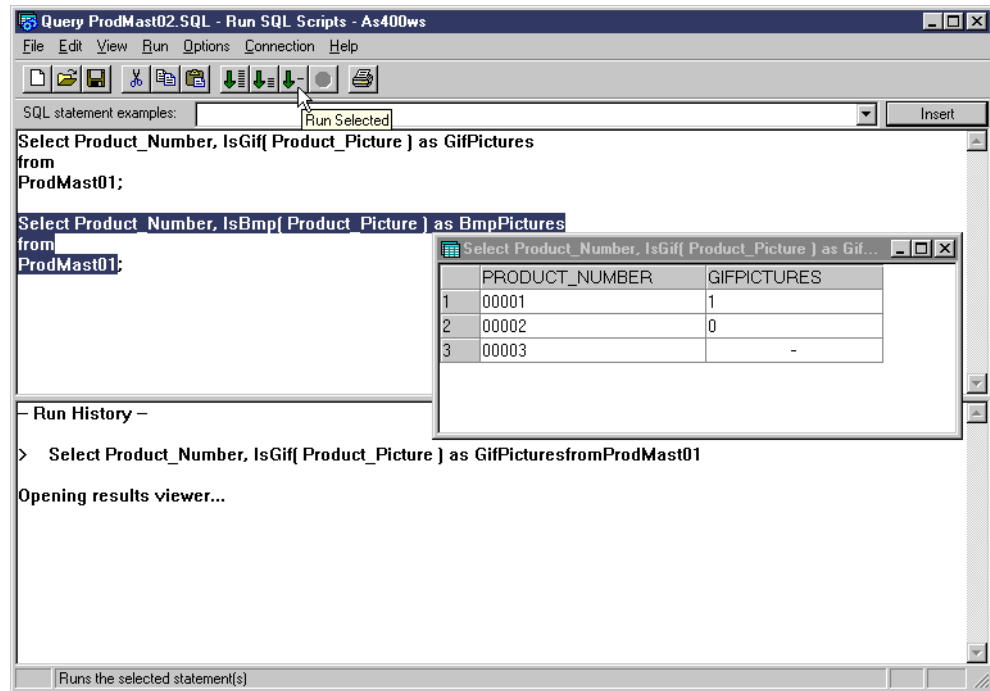 Query ProdMast02.SQL - Run SQL Scripts - As400ws
File Edit View Run Options Connection Help
SQL statement examples:
Insert
Run Selected
Select Product_Number, IsGif( Product_Picture ) as GifPictures
from
ProdMast01;
Select Product_Number, IsBmp( Product_Picture ) as BmpPictures
from
ProdMast01;
Select Product_Number, IsGif( Product_Picture ) as Gif...
PRODUCT_NUMBER GIFPICTURES
1 00001 1
2 00002 0
3 00003 -
– Run History –
> Select Product_Number, IsGif( Product_Picture ) as GifPicturesfromProdMast01
Opening results viewer...
Runs the selected statement(s)